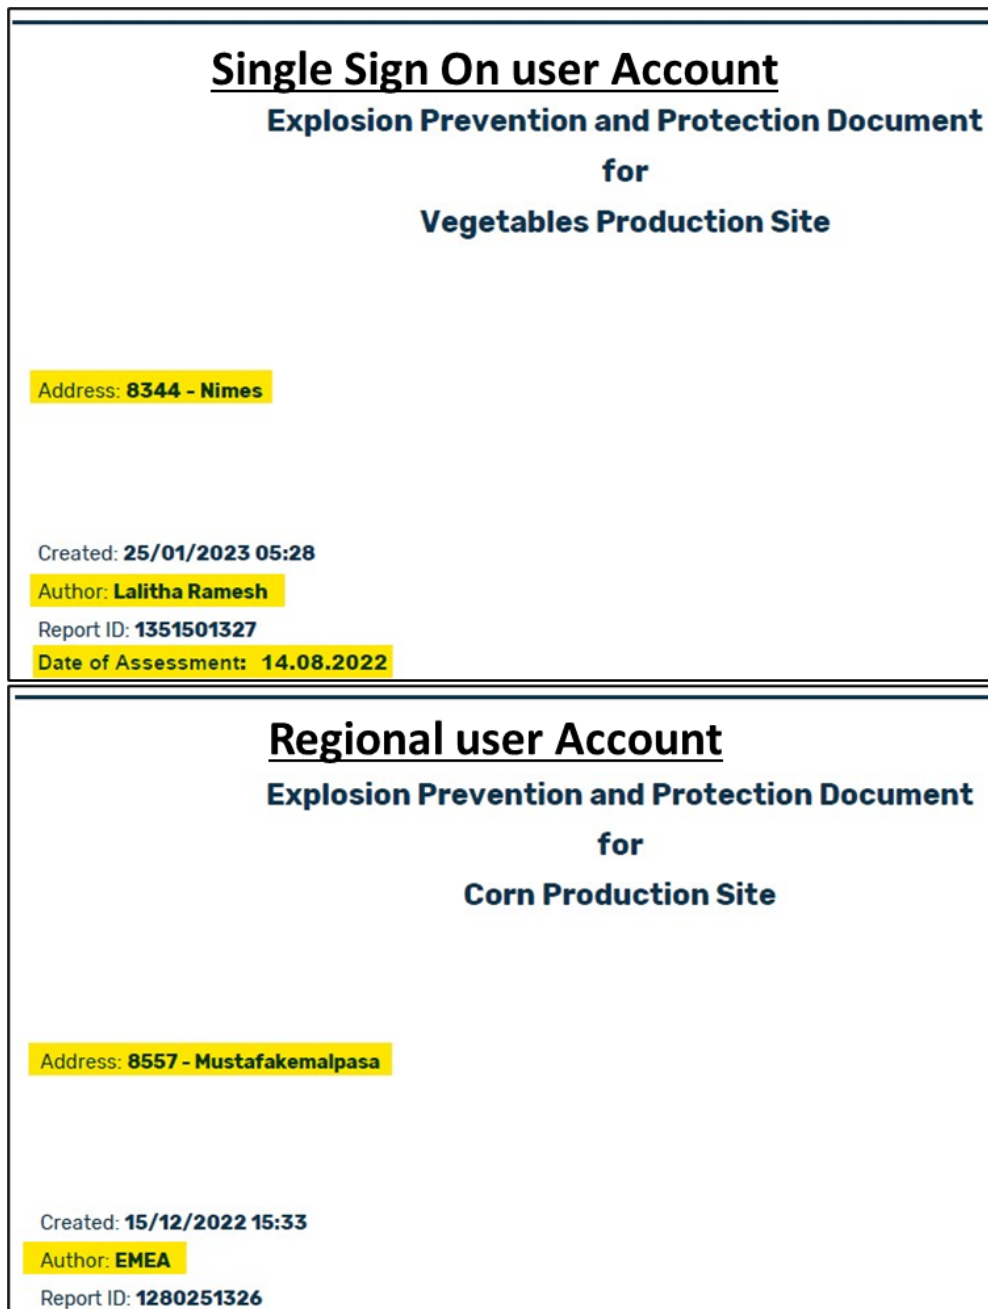 Single Sign On user Account
Explosion Prevention and Protection Document
for
Vegetables Production Site
Address: 8344 - Nimes
Created: 25/01/2023 05:28
Author: Lalitha Ramesh
Report ID: 1351501327
Date of Assessment: 14.08.2022
Regional user Account
Explosion Prevention and Protection Document
for
Corn Production Site
Address: 8557 - Mustafakemalpasa
Created: 15/12/2022 15:33
Author: EMEA
Report ID: 1280251326